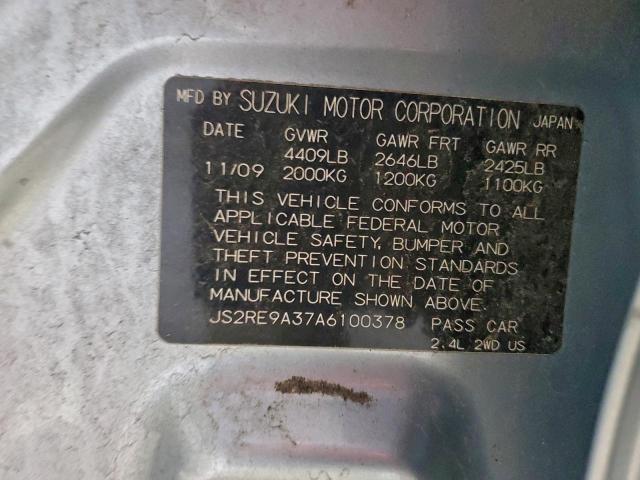 MFD BY SUZUKI MOTOR CORPORATION JAPAN
DATE GVWR GAWR FRT GAWR RR
4409LB 2646LB 2425LB
11/09 2000KG 1200KG 1100KG
THIS VEHICLE CONFORMS TO ALL
APPLICABLE FEDERAL MOTOR
VEHICLE SAFETY, BUMPER AND
THEFT PREVENTION STANDARDS
IN EFFECT ON THE DATE OF
MANUFACTURE SHOWN ABOVE.
JS2RE9A37A6100378 PASS CAR
2.4L 2WD US